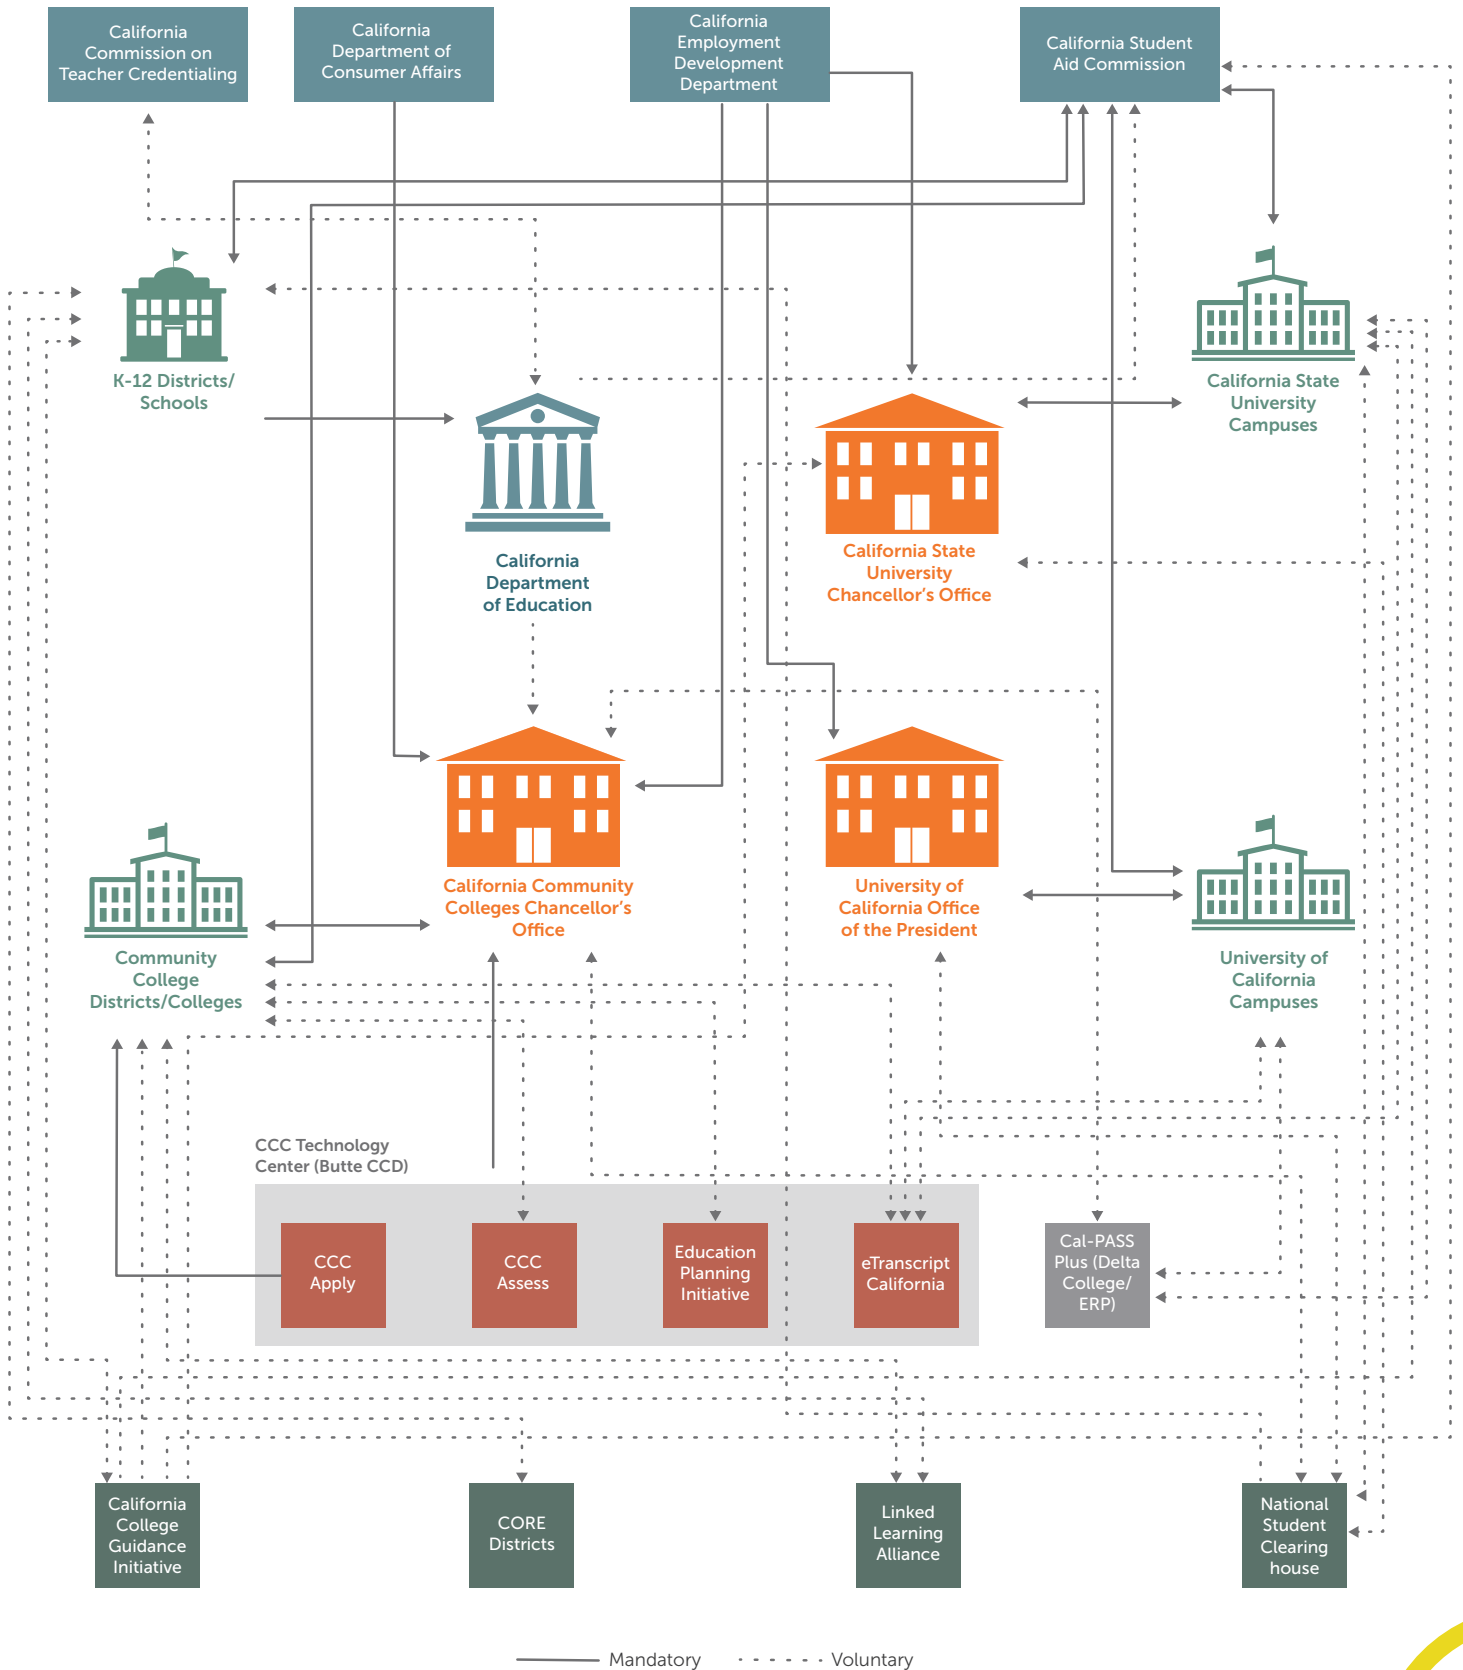 California
Commission on
Teacher Credentialing
California
Department of
Consumer Affairs
California
Employment
Development
Department
California Student
Aid Commission
K-12 Districts/
Schools
California State
University
Campuses
California
Department
of Education
California State
University
Chancellor's Office
California Community
Colleges Chancellor's
Office
University of
California Office
of the President
Community
College
Districts/Colleges
University of
California
Campuses
CCC Technology
Center (Butte CCD)
CCC
Apply
CCC
Assess
Education
Planning
Initiative
eTranscript
California
Cal-PASS
Plus (Delta
College/
ERP)
California
College
Guidance
Initiative
CORE
Districts
Linked
Learning
Alliance
National
Student
Clearing
house
Mandatory
Voluntary